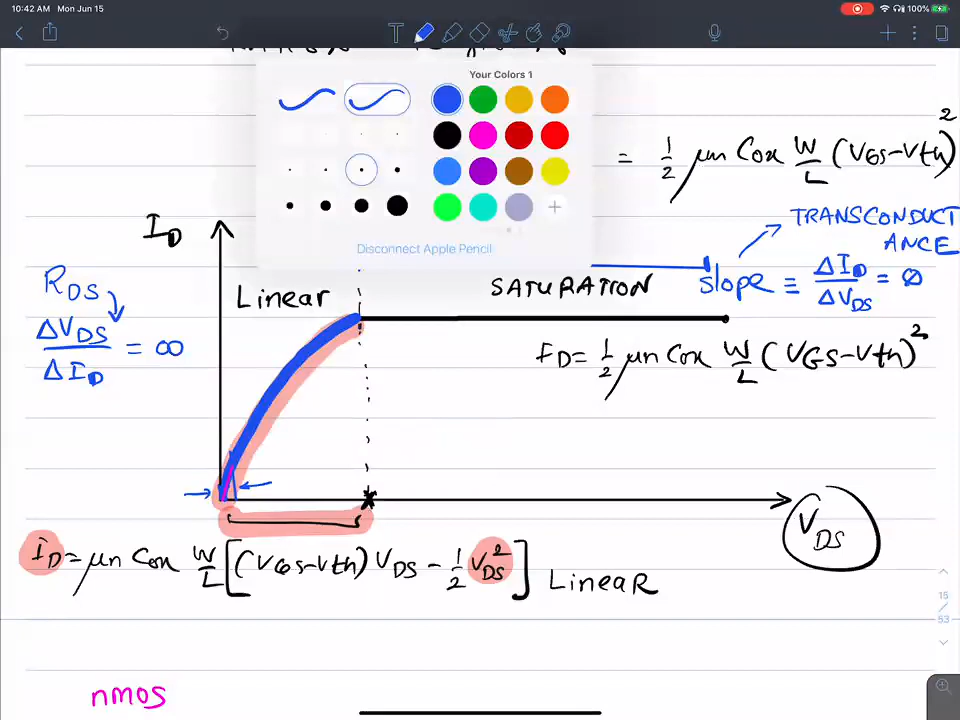 10:42 AM Mon Jun 15
100%
Your Colors 1
Disconnect Apple Pencil
= 1/2 μn Cox W/L (VGS-Vth)²
TRANSCONDUCT
ANCE
ID
RDS
ΔVDS/ΔID = ∞
Linear
SATURATION
slope ≡ ΔID/ΔVDS = ∞
ID = 1/2 μn Cox W/L (VGS-Vth)²
VDS
ID = μn Cox W/L [(VGS-Vth) VDS - 1/2 VDS²] LineaR
15
/
53
nmos